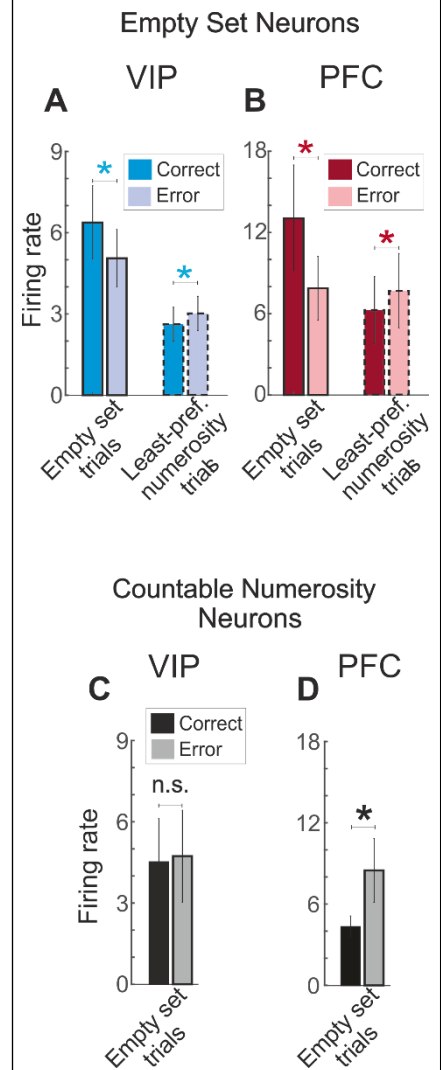 Empty Set Neurons
VIP
PFC
A
B
9
6
3
0
Firing rate
*
*
Correct
Error
Empty set
trials
Least-pref.
numerosity
trials
18
12
6
0
*
*
Correct
Error
Empty set
trials
Least-pref.
numerosity
trials
Countable Numerosity
Neurons
VIP
PFC
C
D
9
6
3
0
Firing rate
Correct
Error
n.s.
Empty set
trials
18
12
6
0
*
Empty set
trials